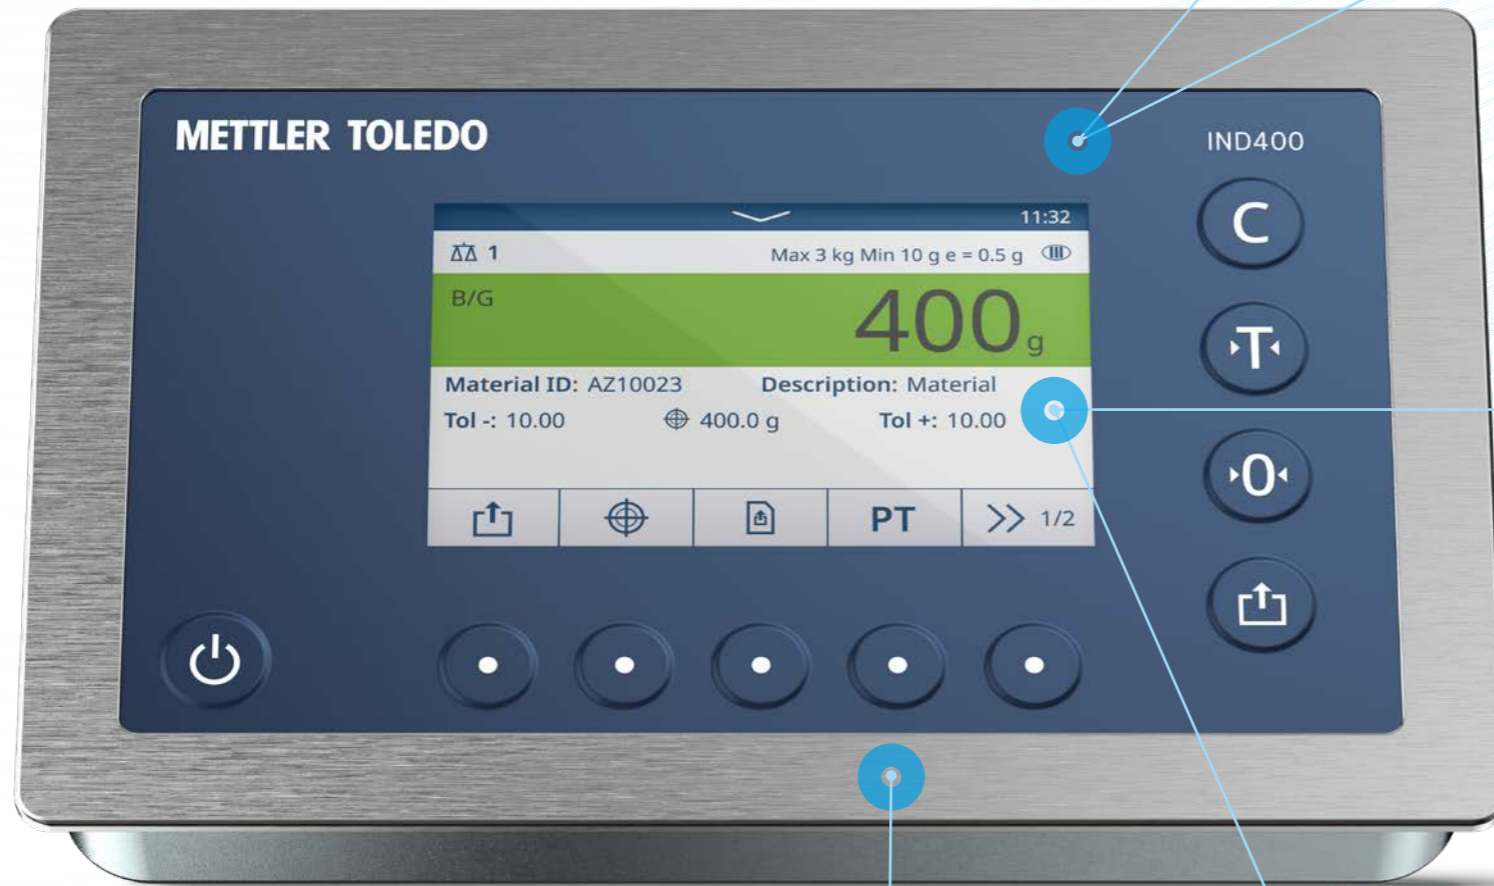 METTLER TOLEDO
IND400
11:32
1 Max 3 kg Min 10 g e = 0.5 g III
B/G
400 g
Material ID: AZ10023 Description: Material
Tol -: 10.00 400.0 g Tol +: 10.00
PT >> 1/2
C
T
0